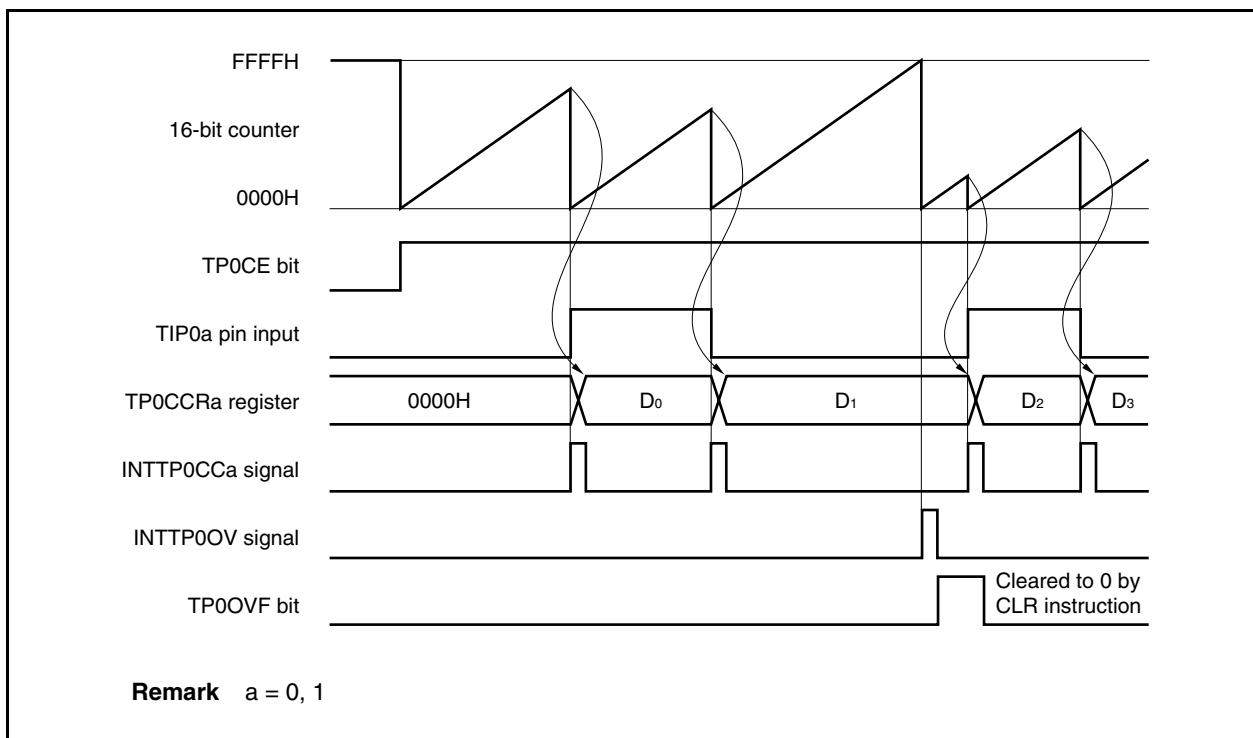 FFFFH
16-bit counter
0000H
TP0CE bit
TIP0a pin input
TP0CCRa register
0000H
D0
D1
D2
D3
INTTP0CCa signal
INTTP0OV signal
TP0OVF bit
Cleared to 0 by
CLR instruction
Remark a = 0, 1